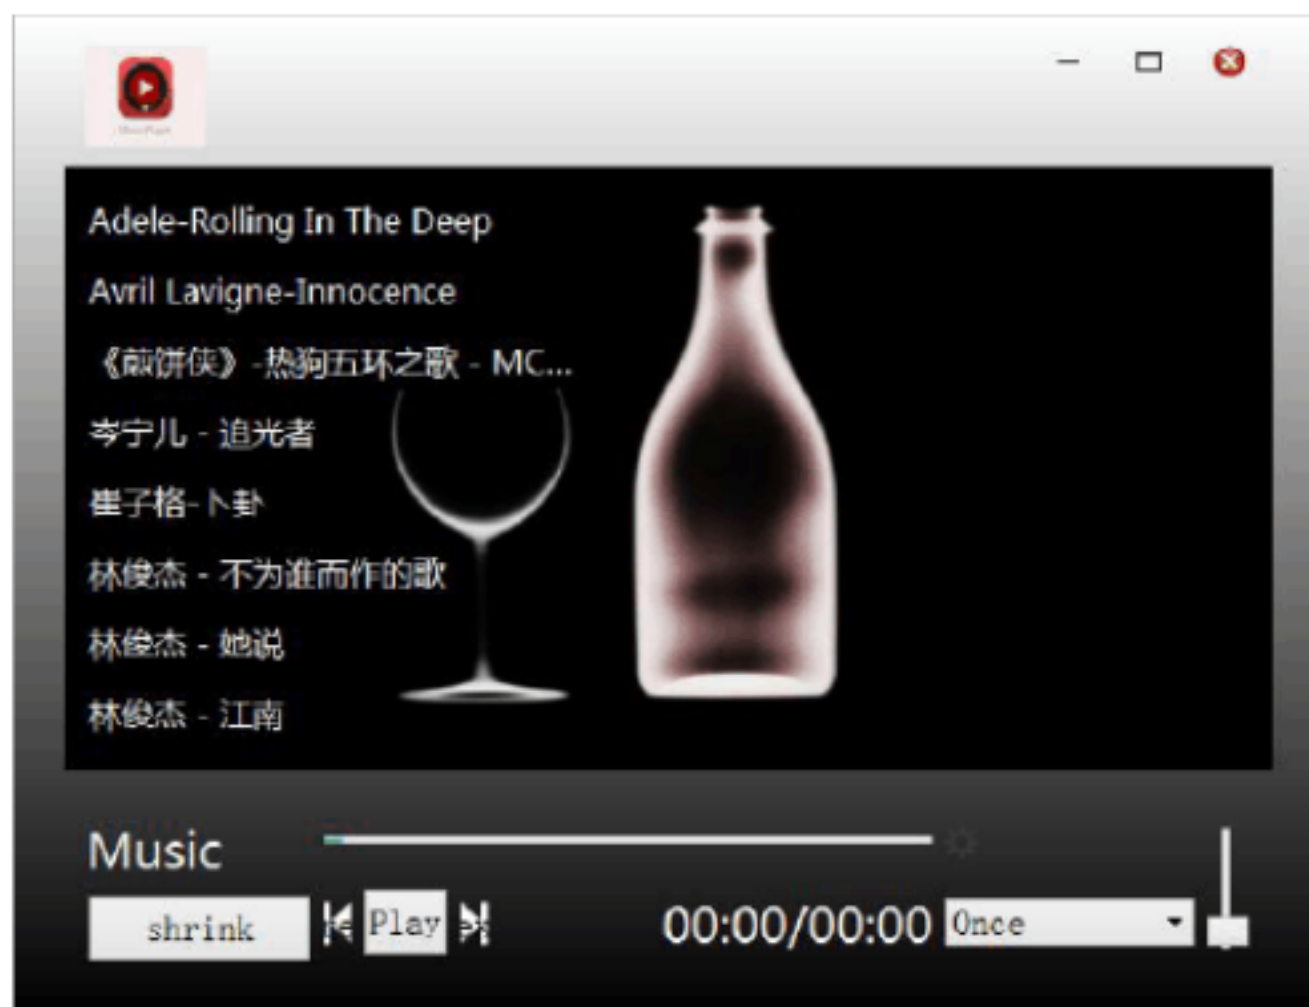 Adele-Rolling In The Deep
Avril Lavigne-Innocence
《煎饼侠》-热狗五环之歌 - MC...
岑宁儿 - 追光者
崔子格-卜卦
林俊杰 - 不为谁而作的歌
林俊杰 - 她说
林俊杰 - 江南
Music
shrink
Play
00:00/00:00
Once